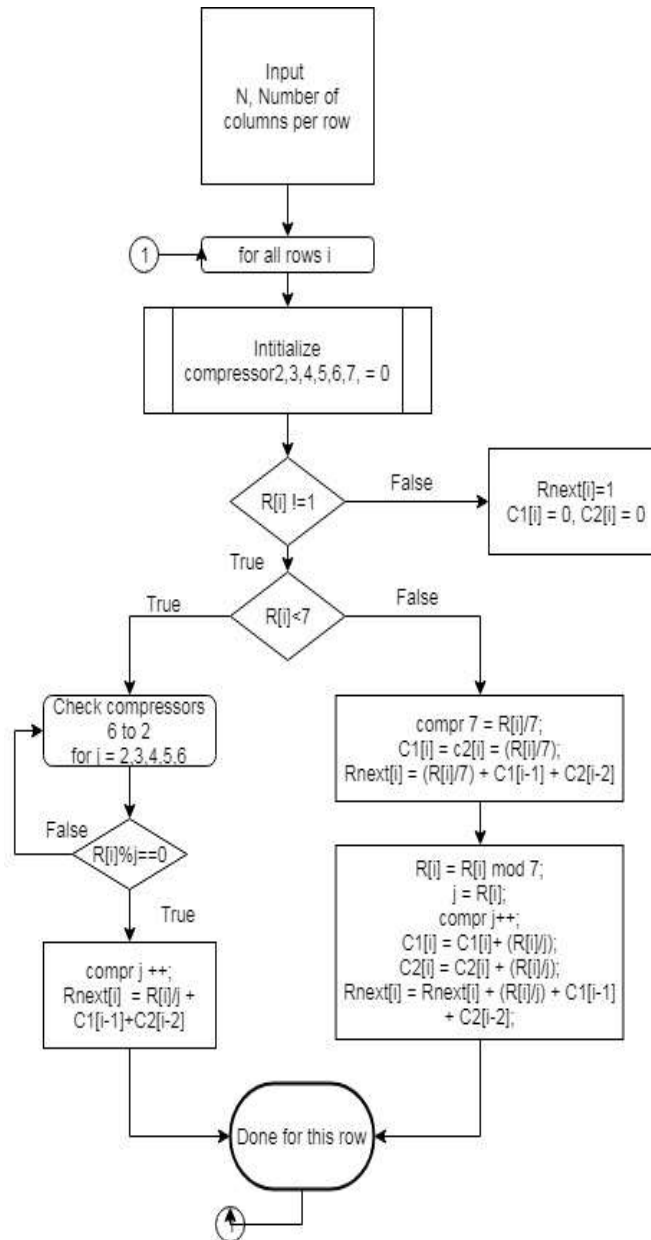 Input
N, Number of
columns per row
1
for all rows i
Intitialize
compressor2,3,4,5,6,7, = 0
R[i] !=1
False
Rnext[i]=1
C1[i] = 0, C2[i] = 0
True
R[i]<7
True
False
Check compressors
6 to 2
for j = 2,3,4,5,6
compr 7 = R[i]/7;
C1[i] = c2[i] = (R[i]/7);
Rnext[i] = (R[i]/7) + C1[i-1] + C2[i-2]
False
R[i]%j==0
True
R[i] = R[i] mod 7;
j = R[i];
compr j++;
C1[i] = C1[i]+ (R[i]/j);
C2[i] = C2[i] + (R[i]/j);
Rnext[i] = Rnext[i] + (R[i]/j) + C1[i-1]
+ C2[i-2];
compr j ++;
Rnext[i] = R[i]/j +
C1[i-1]+C2[i-2]
Done for this row
1